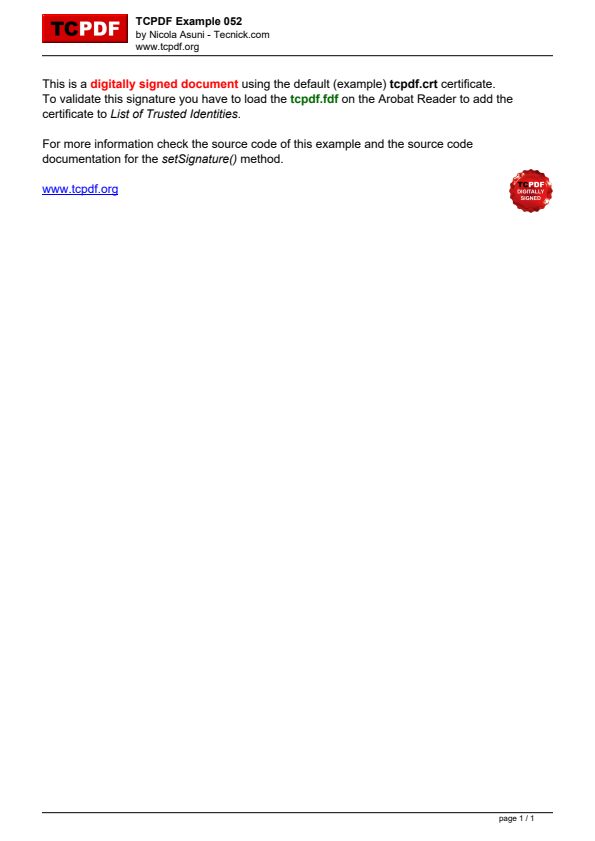 TCPDF
TCPDF Example 052
by Nicola Asuni - Tecnick.com
www.tcpdf.org
This is a digitally signed document using the default (example) tcpdf.crt certificate.
To validate this signature you have to load the tcpdf.fdf on the Arobat Reader to add the
certificate to List of Trusted Identities.
For more information check the source code of this example and the source code
documentation for the setSignature() method.
www.tcpdf.org
TCPDF
DIGITALLY
SIGNED
page 1 / 1